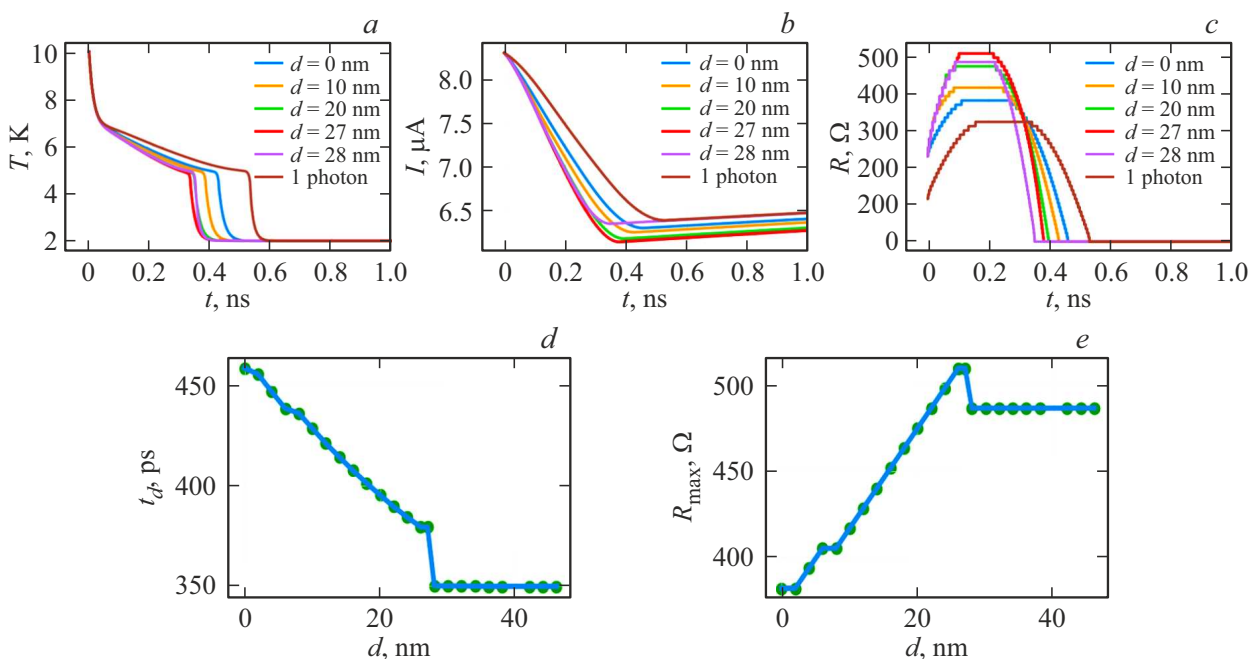 a
10
8
6
4
2
T, K
d = 0 nm
d = 10 nm
d = 20 nm
d = 27 nm
d = 28 nm
1 photon
0 0.2 0.4 0.6 0.8 1.0
t, ns
b
8.0
7.5
7.0
6.5
I, μA
d = 0 nm
d = 10 nm
d = 20 nm
d = 27 nm
d = 28 nm
1 photon
0 0.2 0.4 0.6 0.8 1.0
t, ns
c
500
400
300
200
200
0
R, Ω
d = 0 nm
d = 10 nm
d = 20 nm
d = 27 nm
d = 28 nm
1 photon
0 0.2 0.4 0.6 0.8 1.0
t, ns
d
450
400
350
t_d, ps
0 20 40
d, nm
e
500
450
400
R_max, Ω
0 20 40
d, nm